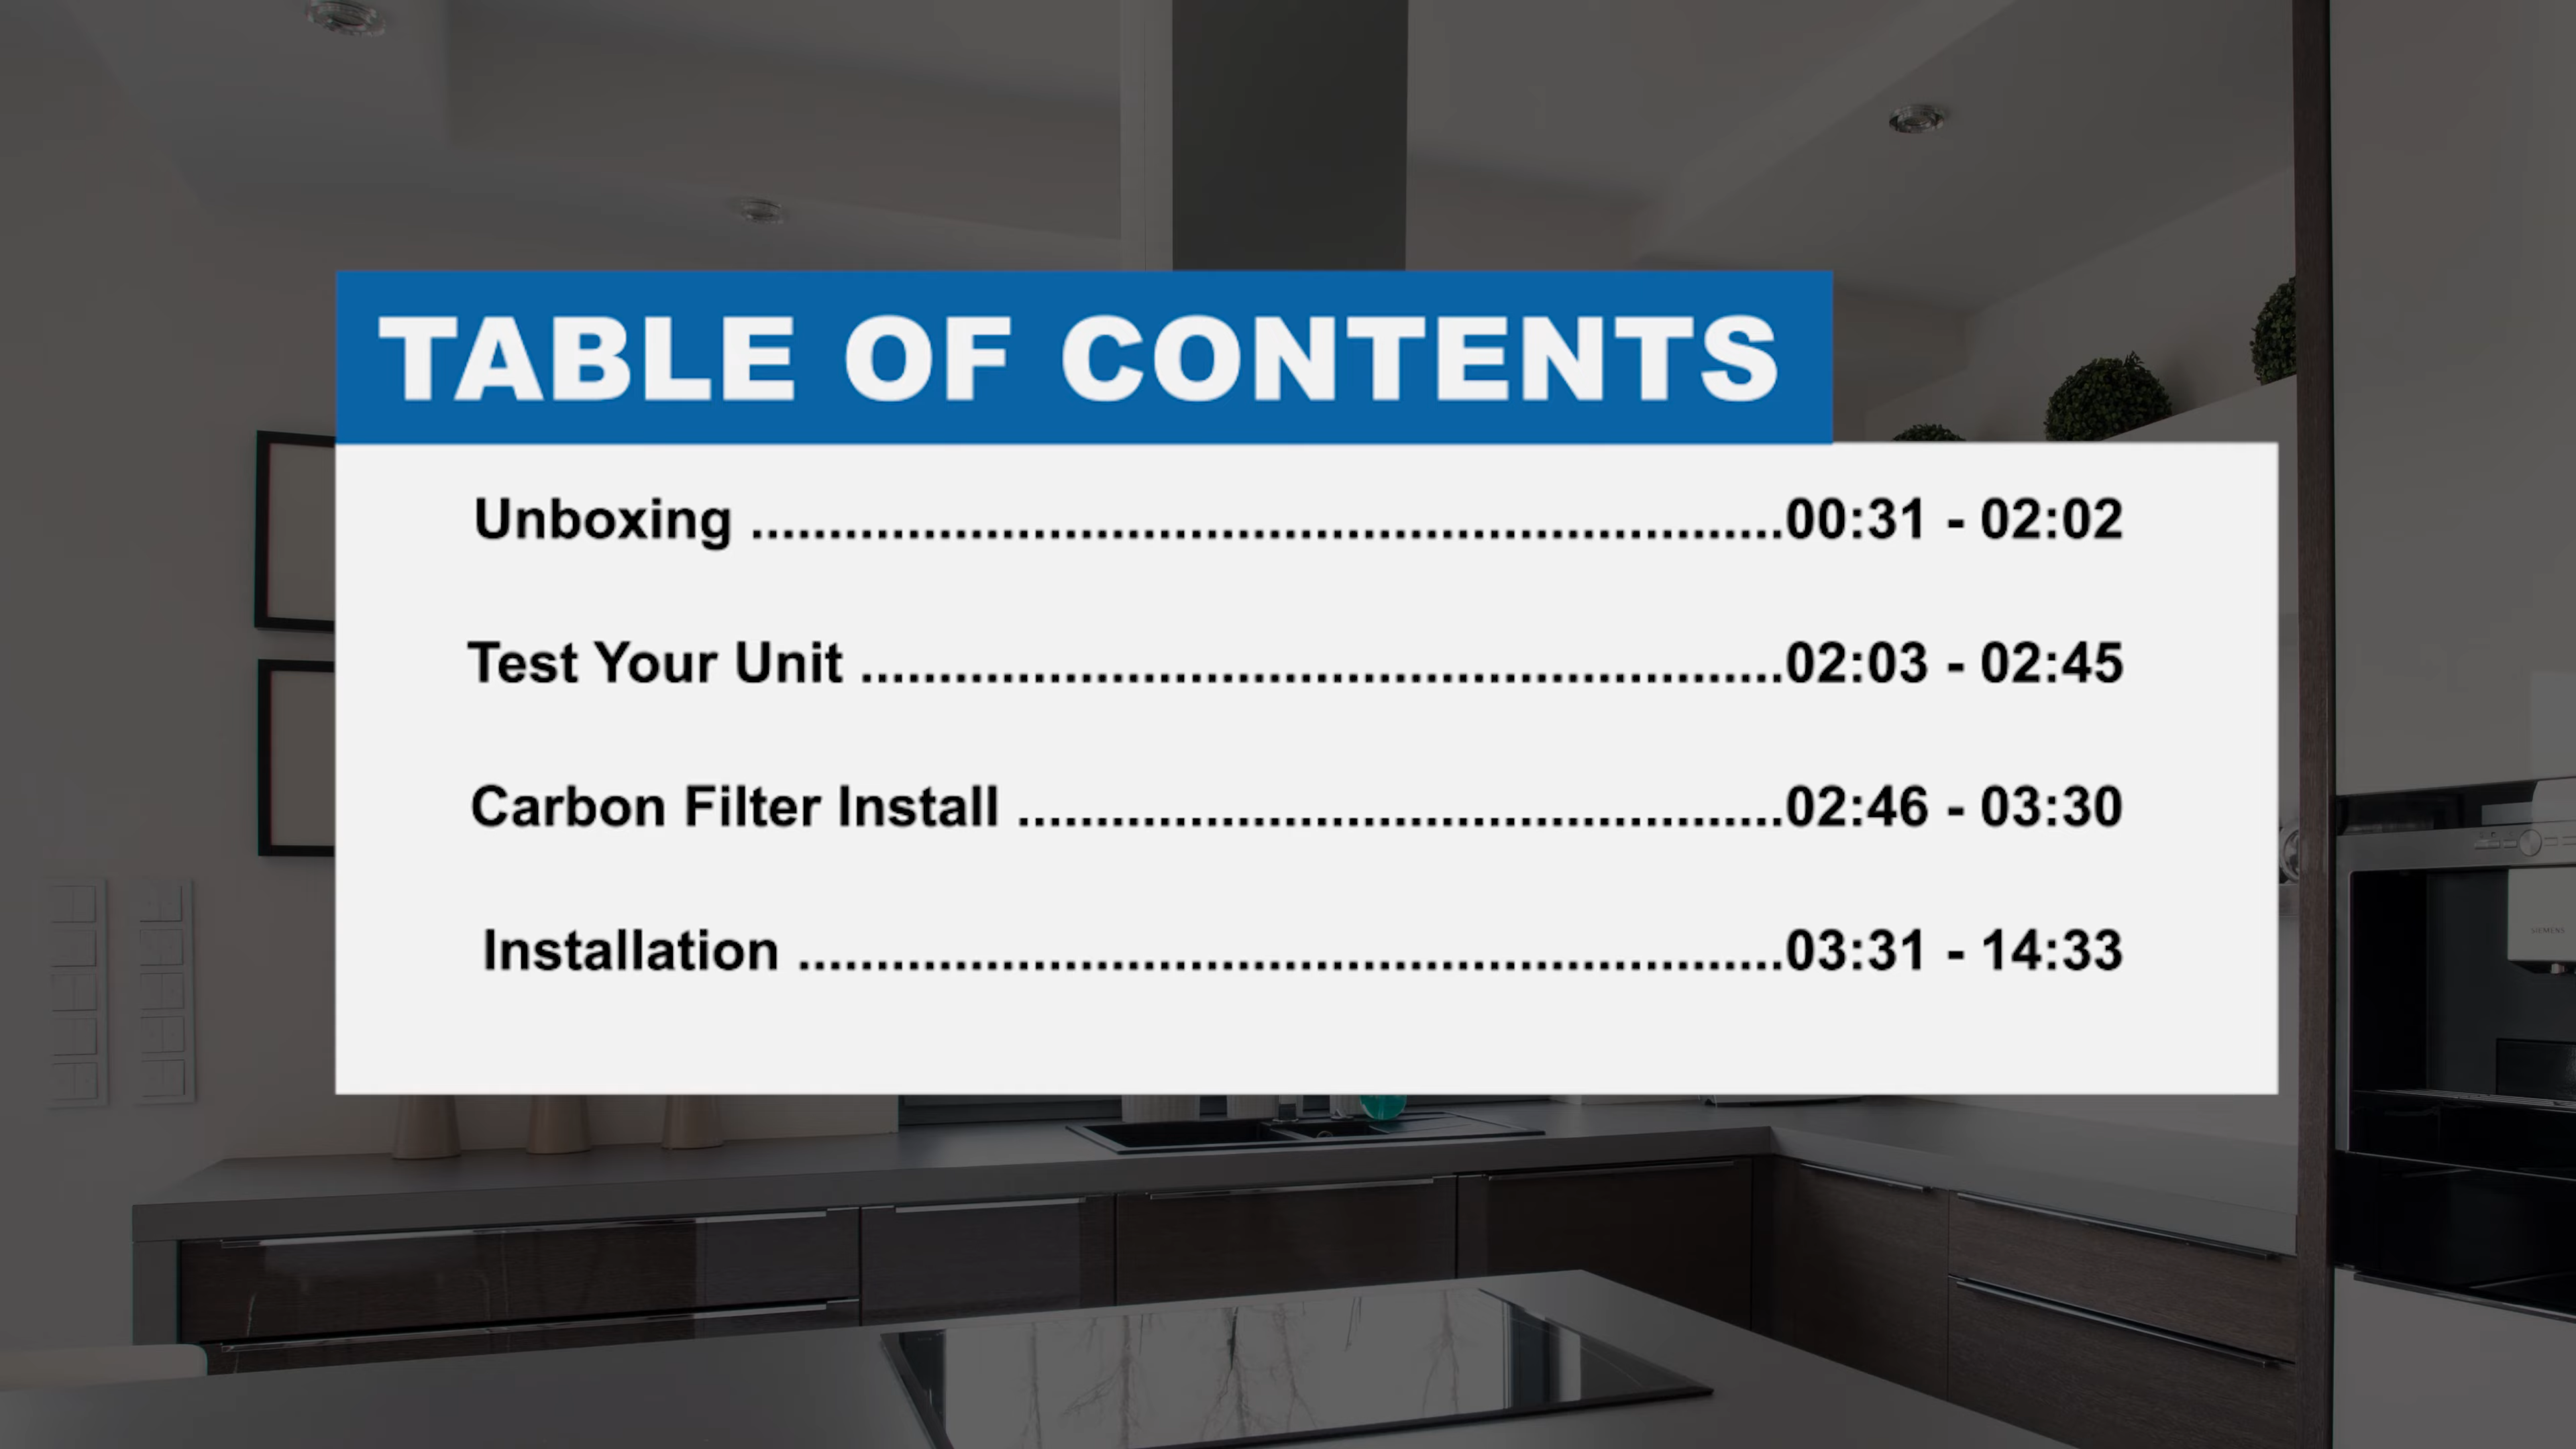 TABLE OF CONTENTS
Unboxing ..................................................................00:31 - 02:02
Test Your Unit ...........................................................02:03 - 02:45
Carbon Filter Install .................................................02:46 - 03:30
Installation ...............................................................03:31 - 14:33
SIEMENS